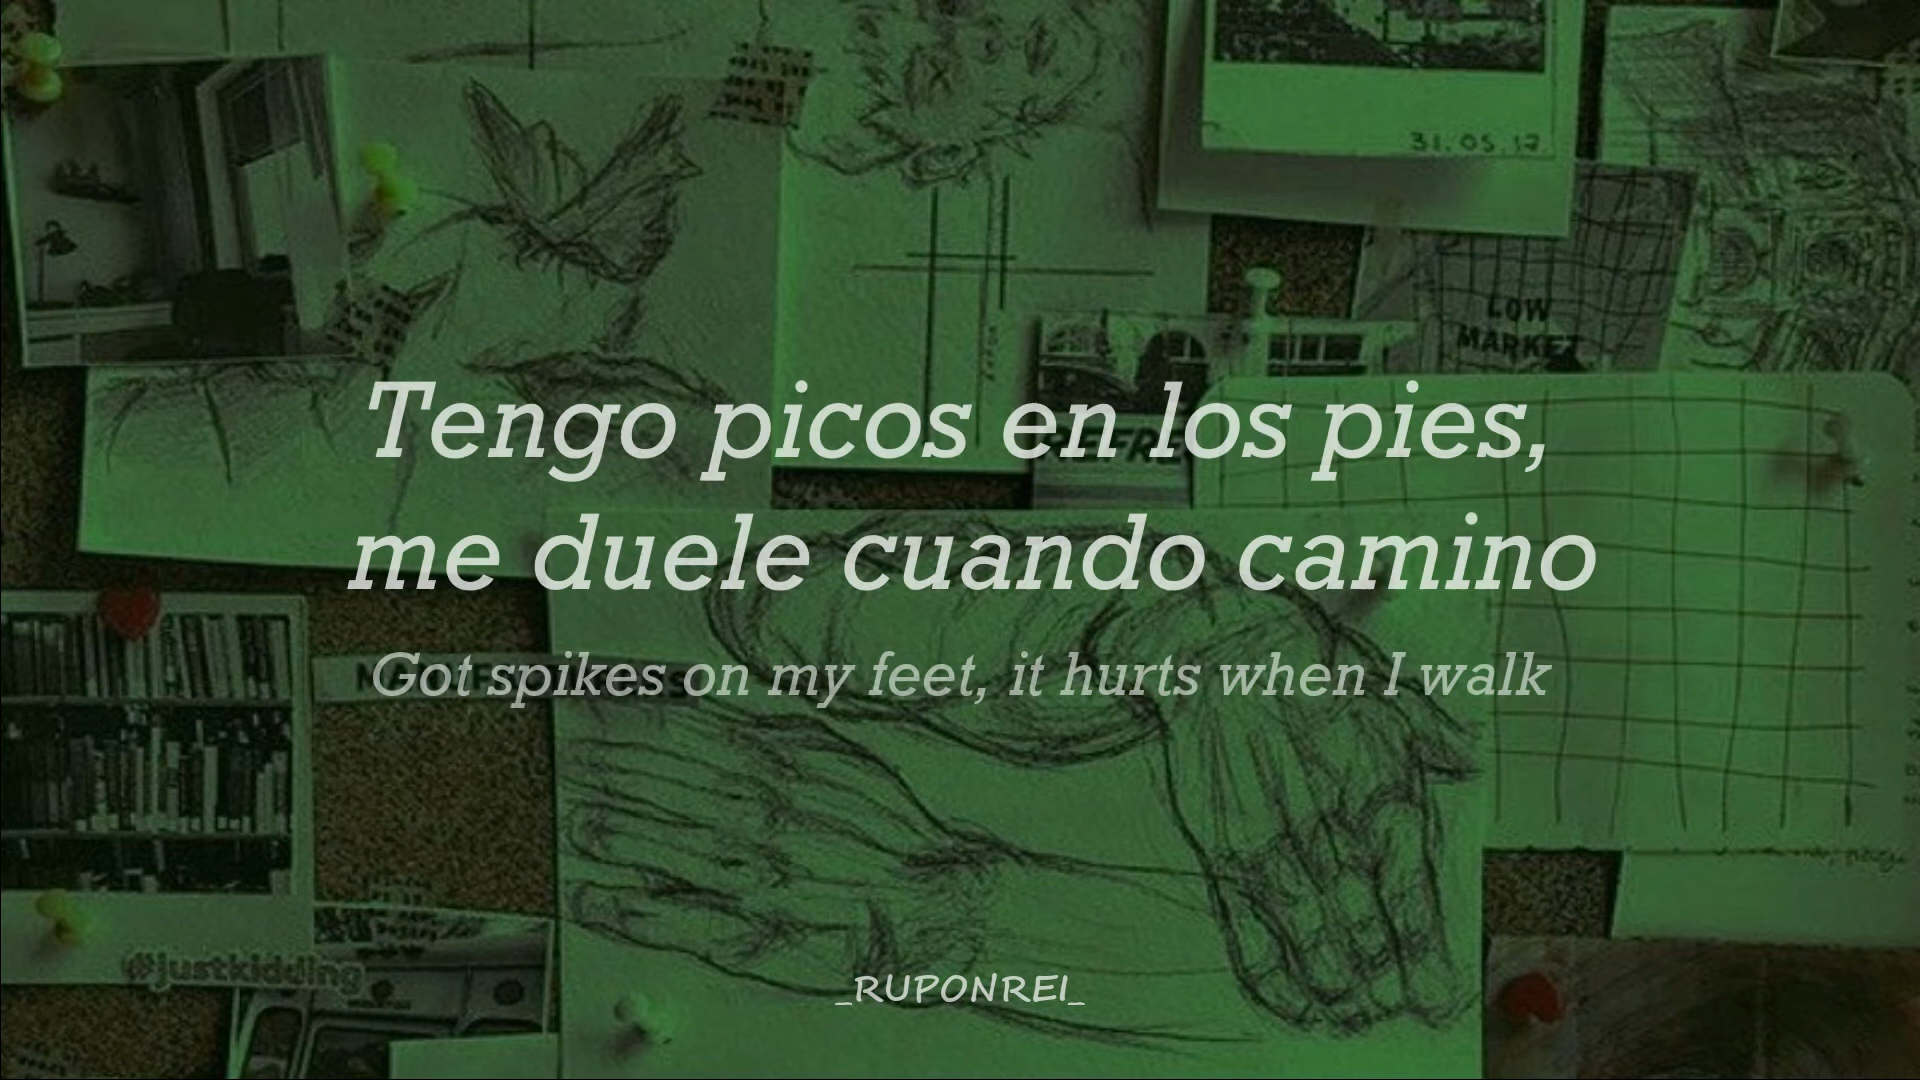 31.05.17
LOW
MARKET
Tengo picos en los pies,
REFRE
me duele cuando camino
Got spikes on my feet, it hurts when I walk
#justkidding
_RUPONREI_